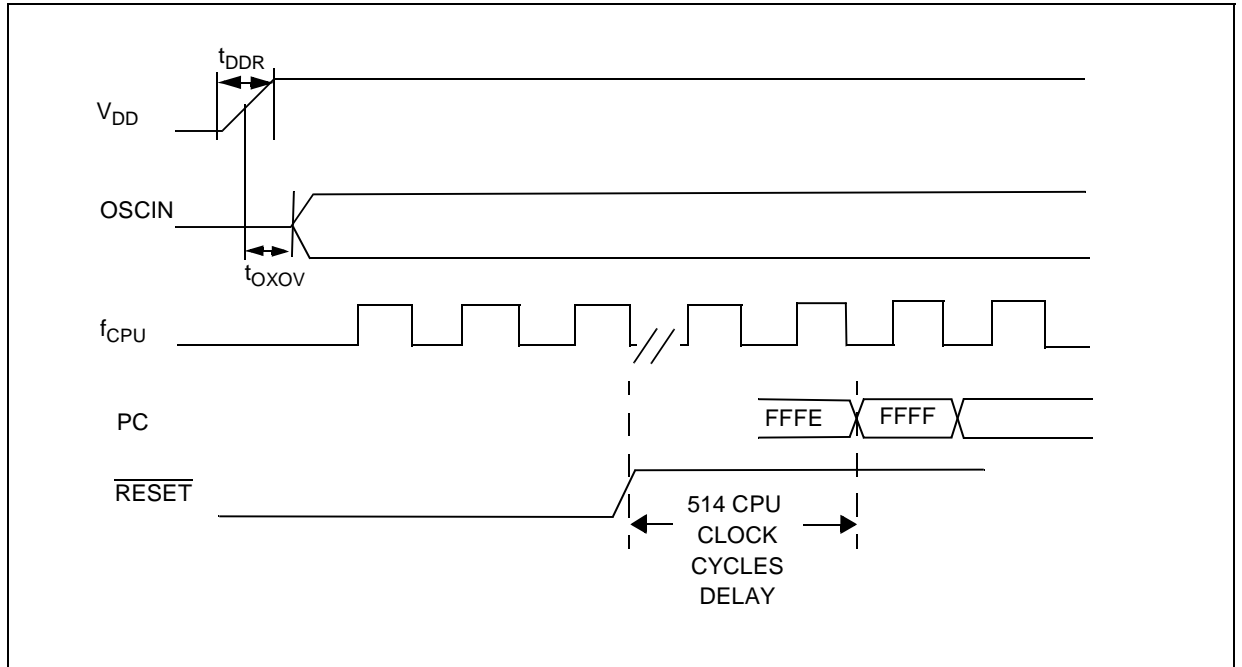 tDDR
VDD
OSCIN
tOXOV
fCPU
PC
FFFE
FFFF
RESET
514 CPU
CLOCK
CYCLES
DELAY